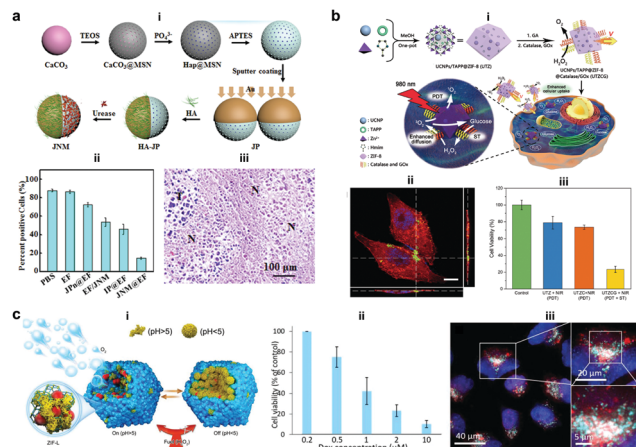 a
i
TEOS
PO₄³⁻
APTES
CaCO₃
CaCO₃@MSN
Hap@MSN
Sputter coating
Au
Urease
HA
JNM
HA-JP
JP
ii
Percent positive Cells (%)
100
80
60
40
20
0
PBS
EF
JPn@EF
EF/JNM
JNM@EF
iii
T
N
N
N
100 μm
b
i
MeOH
One-pot
UCNPs/TAPP@ZIF-8 (UTZ)
1. GA
2. Catalase, GOx
O₂
H₂O₂
UCNPs/TAPP@ZIF-8
@Catalase/GOx (UTZCG)
980 nm
PDT
¹O₂
³O₂
Glucose
Enhanced
diffusion
ST
H₂O₂
Enhanced
cellular uptake
: UCNP
: TAPP
: Zn²⁺
: Hmim
: ZIF-8
: Catalase and GOx
ii
iii
Cell Viability (%)
120
100
80
60
40
20
0
Control
UTZ + NIR
(PDT)
UTZC+NIR
(PDT)
UTZCG + NIR
(PDT + ST)
c
i
(pH>5)
(pH<5)
O₂
ZIF-L
On (pH>5)
Off (pH<5)
ii
Cell viability (% of control)
100
80
60
40
20
0
0.2
0.5
1
2
10
Dox concentration (μM)
iii
40 μm
20 μm
5 μm